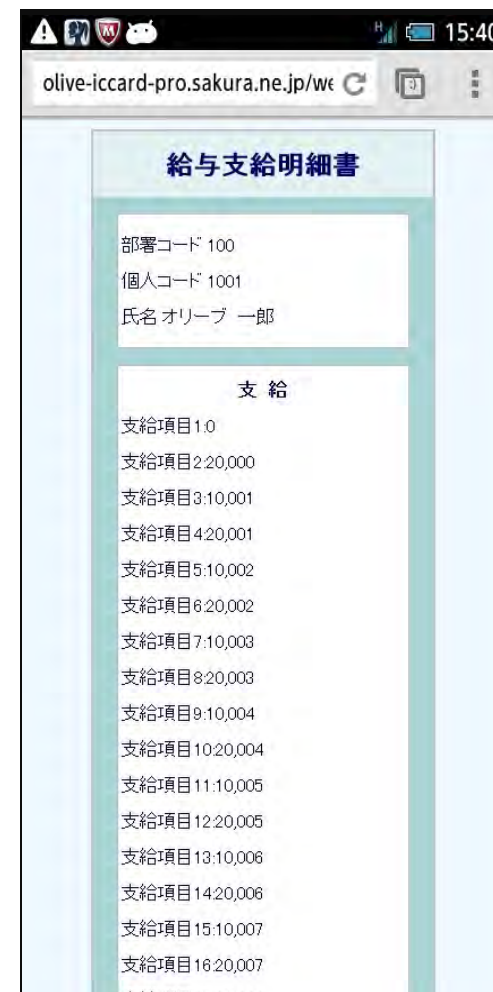 15:40
olive-iccard-pro.sakura.ne.jp/we
給与支給明細書
部署コード 100
個人コード 1001
氏名 オリーブ 一郎
支 給
支給項目1:0
支給項目2:20,000
支給項目3:10,001
支給項目4:20,001
支給項目5:10,002
支給項目6:20,002
支給項目7:10,003
支給項目8:20,003
支給項目9:10,004
支給項目10:20,004
支給項目11:10,005
支給項目12:20,005
支給項目13:10,006
支給項目14:20,006
支給項目15:10,007
支給項目16:20,007